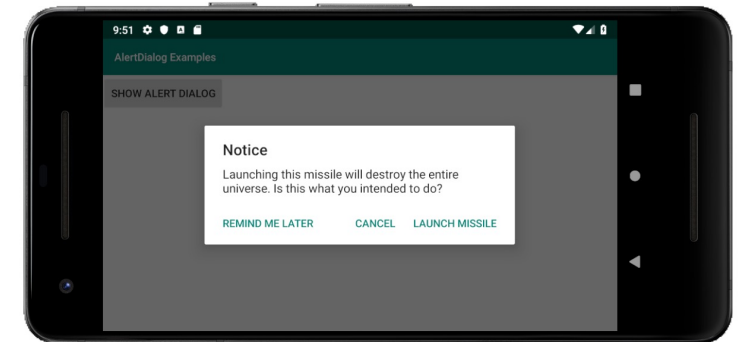 9:51
AlertDialog Examples
SHOW ALERT DIALOG
Notice
Launching this missile will destroy the entire
universe. Is this what you intended to do?
REMIND ME LATER CANCEL LAUNCH MISSILE